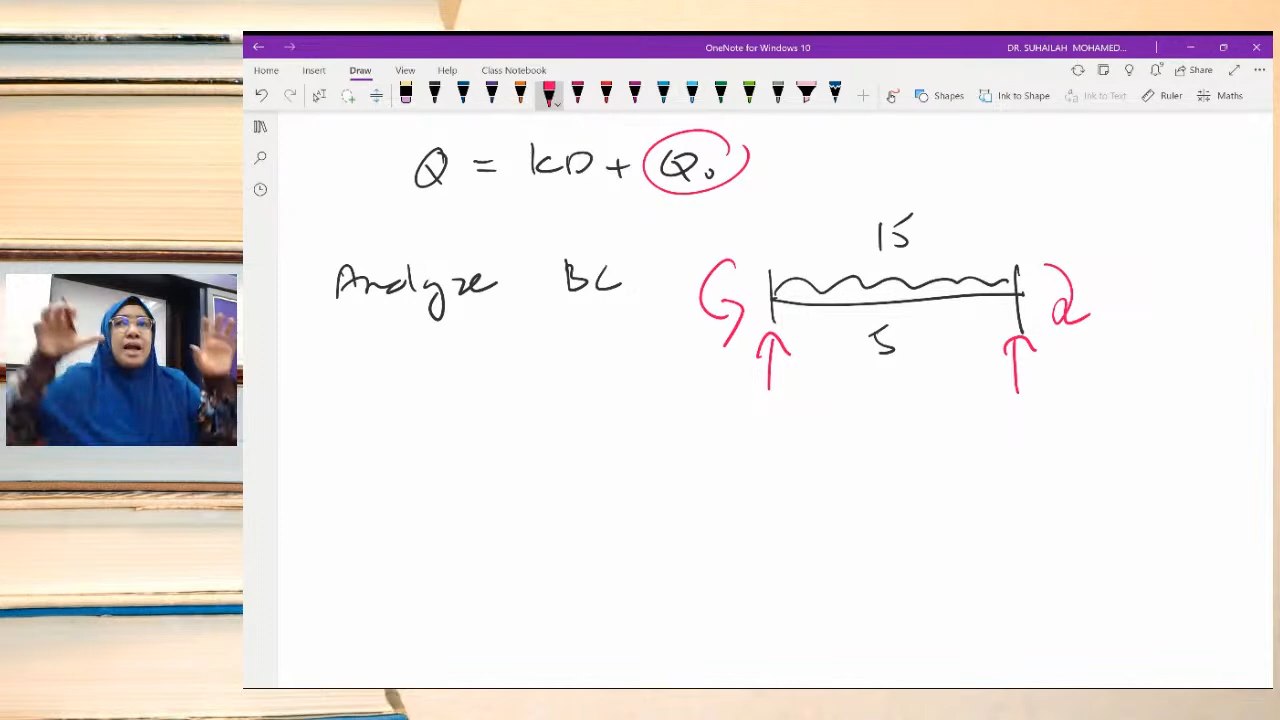 OneNote for Windows 10
DR. SUHAILAH MOHAMED...
Home Insert Draw View Help Class Notebook
Share
Shapes Ink to Shape Ink to Text Ruler Maths
Q = KD + Q₀
Analyze BC
15
5